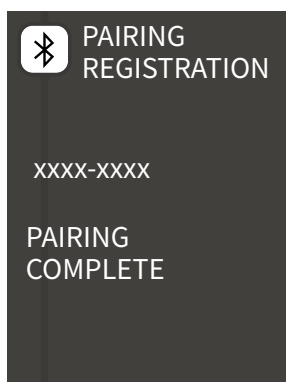 PAIRING
REGISTRATION
xxxx-xxxx
PAIRING
COMPLETE